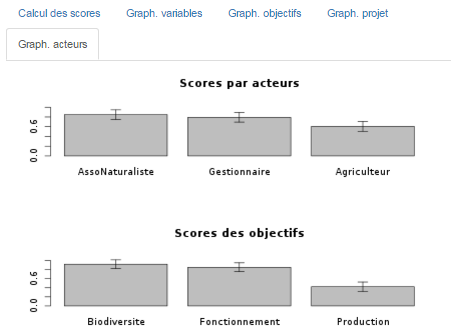 Calcul des scores Graph. variables Graph. objectifs Graph. projet
Graph. acteurs
Scores par acteurs
0.6
0.0
AssoNaturaliste Gestionnaire Agriculteur
Scores des objectifs
0.6
0.0
Biodiversite Fonctionnement Production